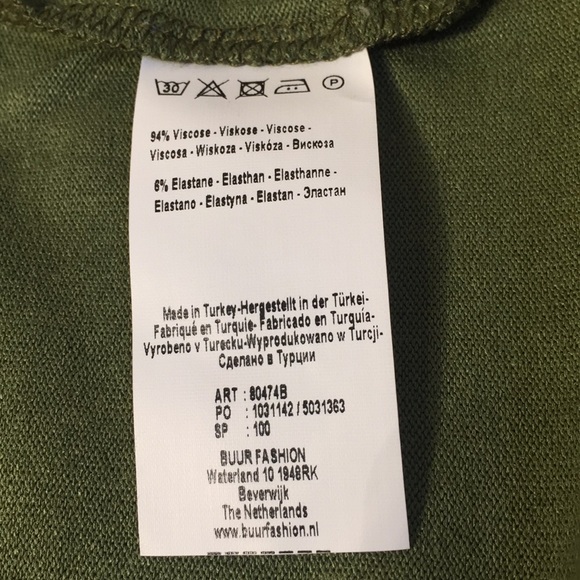 30 P
94% Viscose - Viskose - Viscose -
Viscosa - Wiskoza - Viskóza - Вискоза
6% Elastane - Elasthan - Elasthanne -
Elastano - Elastyna - Elastan - Эластан
Made in Turkey-Hergestellt in der Türkei-
Fabriqué en Turquie- Fabricado en Turquía-
Vyrobeno v Turecku-Wyprodukowano w Turcji-
Сделано в Турции
ART : 80474B
PO : 1031142 / 5031363
SP : 100
BUUR FASHION
Waterland 10 1948RK
Beverwijk
The Netherlands
www.buurfashion.nl